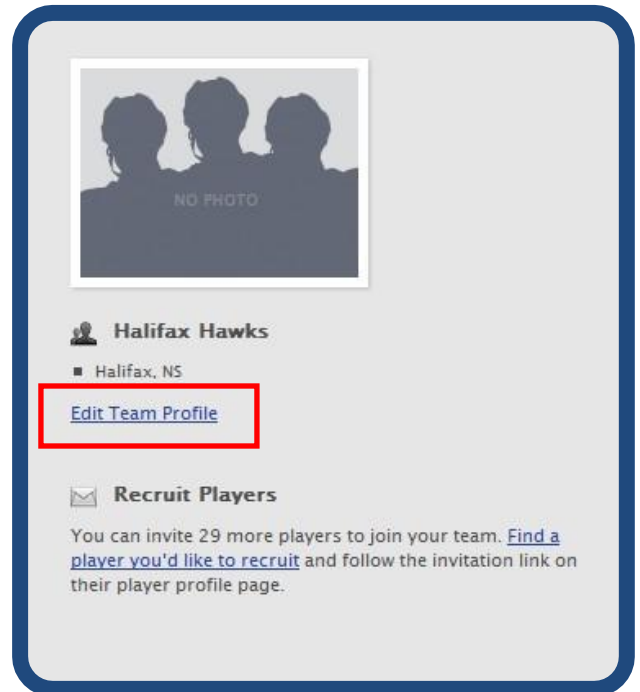 NO PHOTO
Halifax Hawks
Halifax, NS
Edit Team Profile
Recruit Players
You can invite 29 more players to join your team. Find a
player you'd like to recruit and follow the invitation link on
their player profile page.